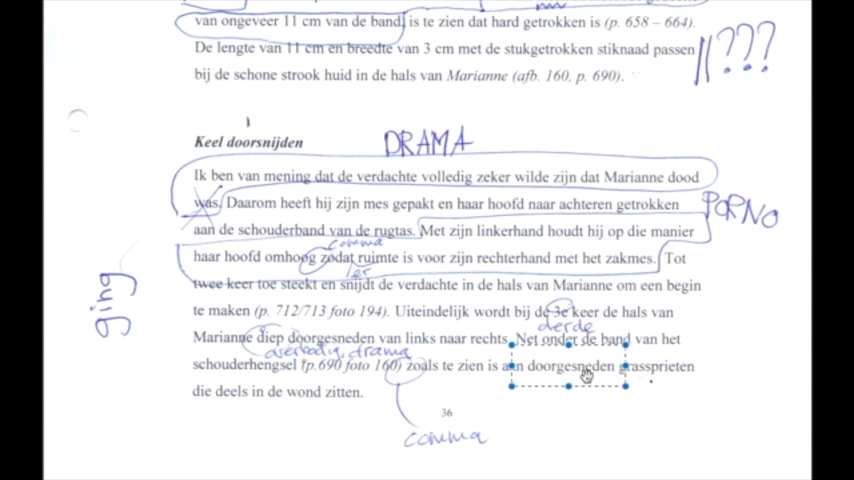 van ongeveer 11 cm van de band, is te zien dat hard getrokken is (p. 658 – 664).
De lengte van 11 cm en breedte van 3 cm met de stukgetrokken stiknaad passen
bij de schone strook huid in de hals van Marianne (afb. 160, p. 690).
???
Keel doorsnijden
DRAMA
Ik ben van mening dat de verdachte volledig zeker wilde zijn dat Marianne dood
was. Daarom heeft hij zijn mes gepakt en haar hoofd naar achteren getrokken
PORNO
aan de schouderband van de rugtas. Met zijn linkerhand houdt hij op die manier
comma
haar hoofd omhoog zodat ruimte is voor zijn rechterhand met het zakmes. Tot
ter
twee keer toe steekt en snijdt de verdachte in de hals van Marianne om een begin
ging
te maken (p. 712/713 foto 194). Uiteindelijk wordt bij de 3e keer de hals van
derde
Marianne diep doorgesneden van links naar rechts. Net onder de band van het
overbodig, drama
schouderhengsel (p.690 foto 160) zoals te zien is aan doorgesneden grassprieten
die deels in de wond zitten.
36
comma